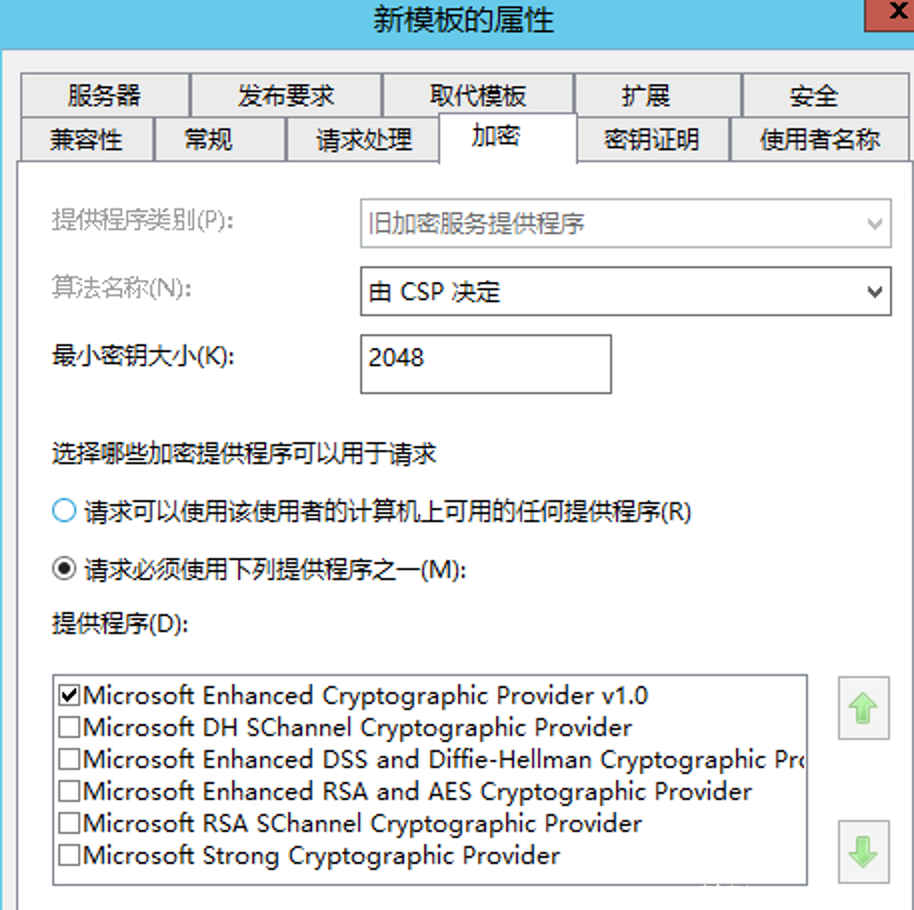 新模板的属性
x
服务器 发布要求 取代模板 扩展 安全
兼容性 常规 请求处理 加密 密钥证明 使用者名称
提供程序类别(P): 旧加密服务提供程序
算法名称(N): 由 CSP 决定
最小密钥大小(K): 2048
选择哪些加密提供程序可以用于请求
请求可以使用该使用者的计算机上可用的任何提供程序(R)
请求必须使用下列提供程序之一(M):
提供程序(D):
Microsoft Enhanced Cryptographic Provider v1.0
Microsoft DH SChannel Cryptographic Provider
Microsoft Enhanced DSS and Diffie-Hellman Cryptographic Pro
Microsoft Enhanced RSA and AES Cryptographic Provider
Microsoft RSA SChannel Cryptographic Provider
Microsoft Strong Cryptographic Provider